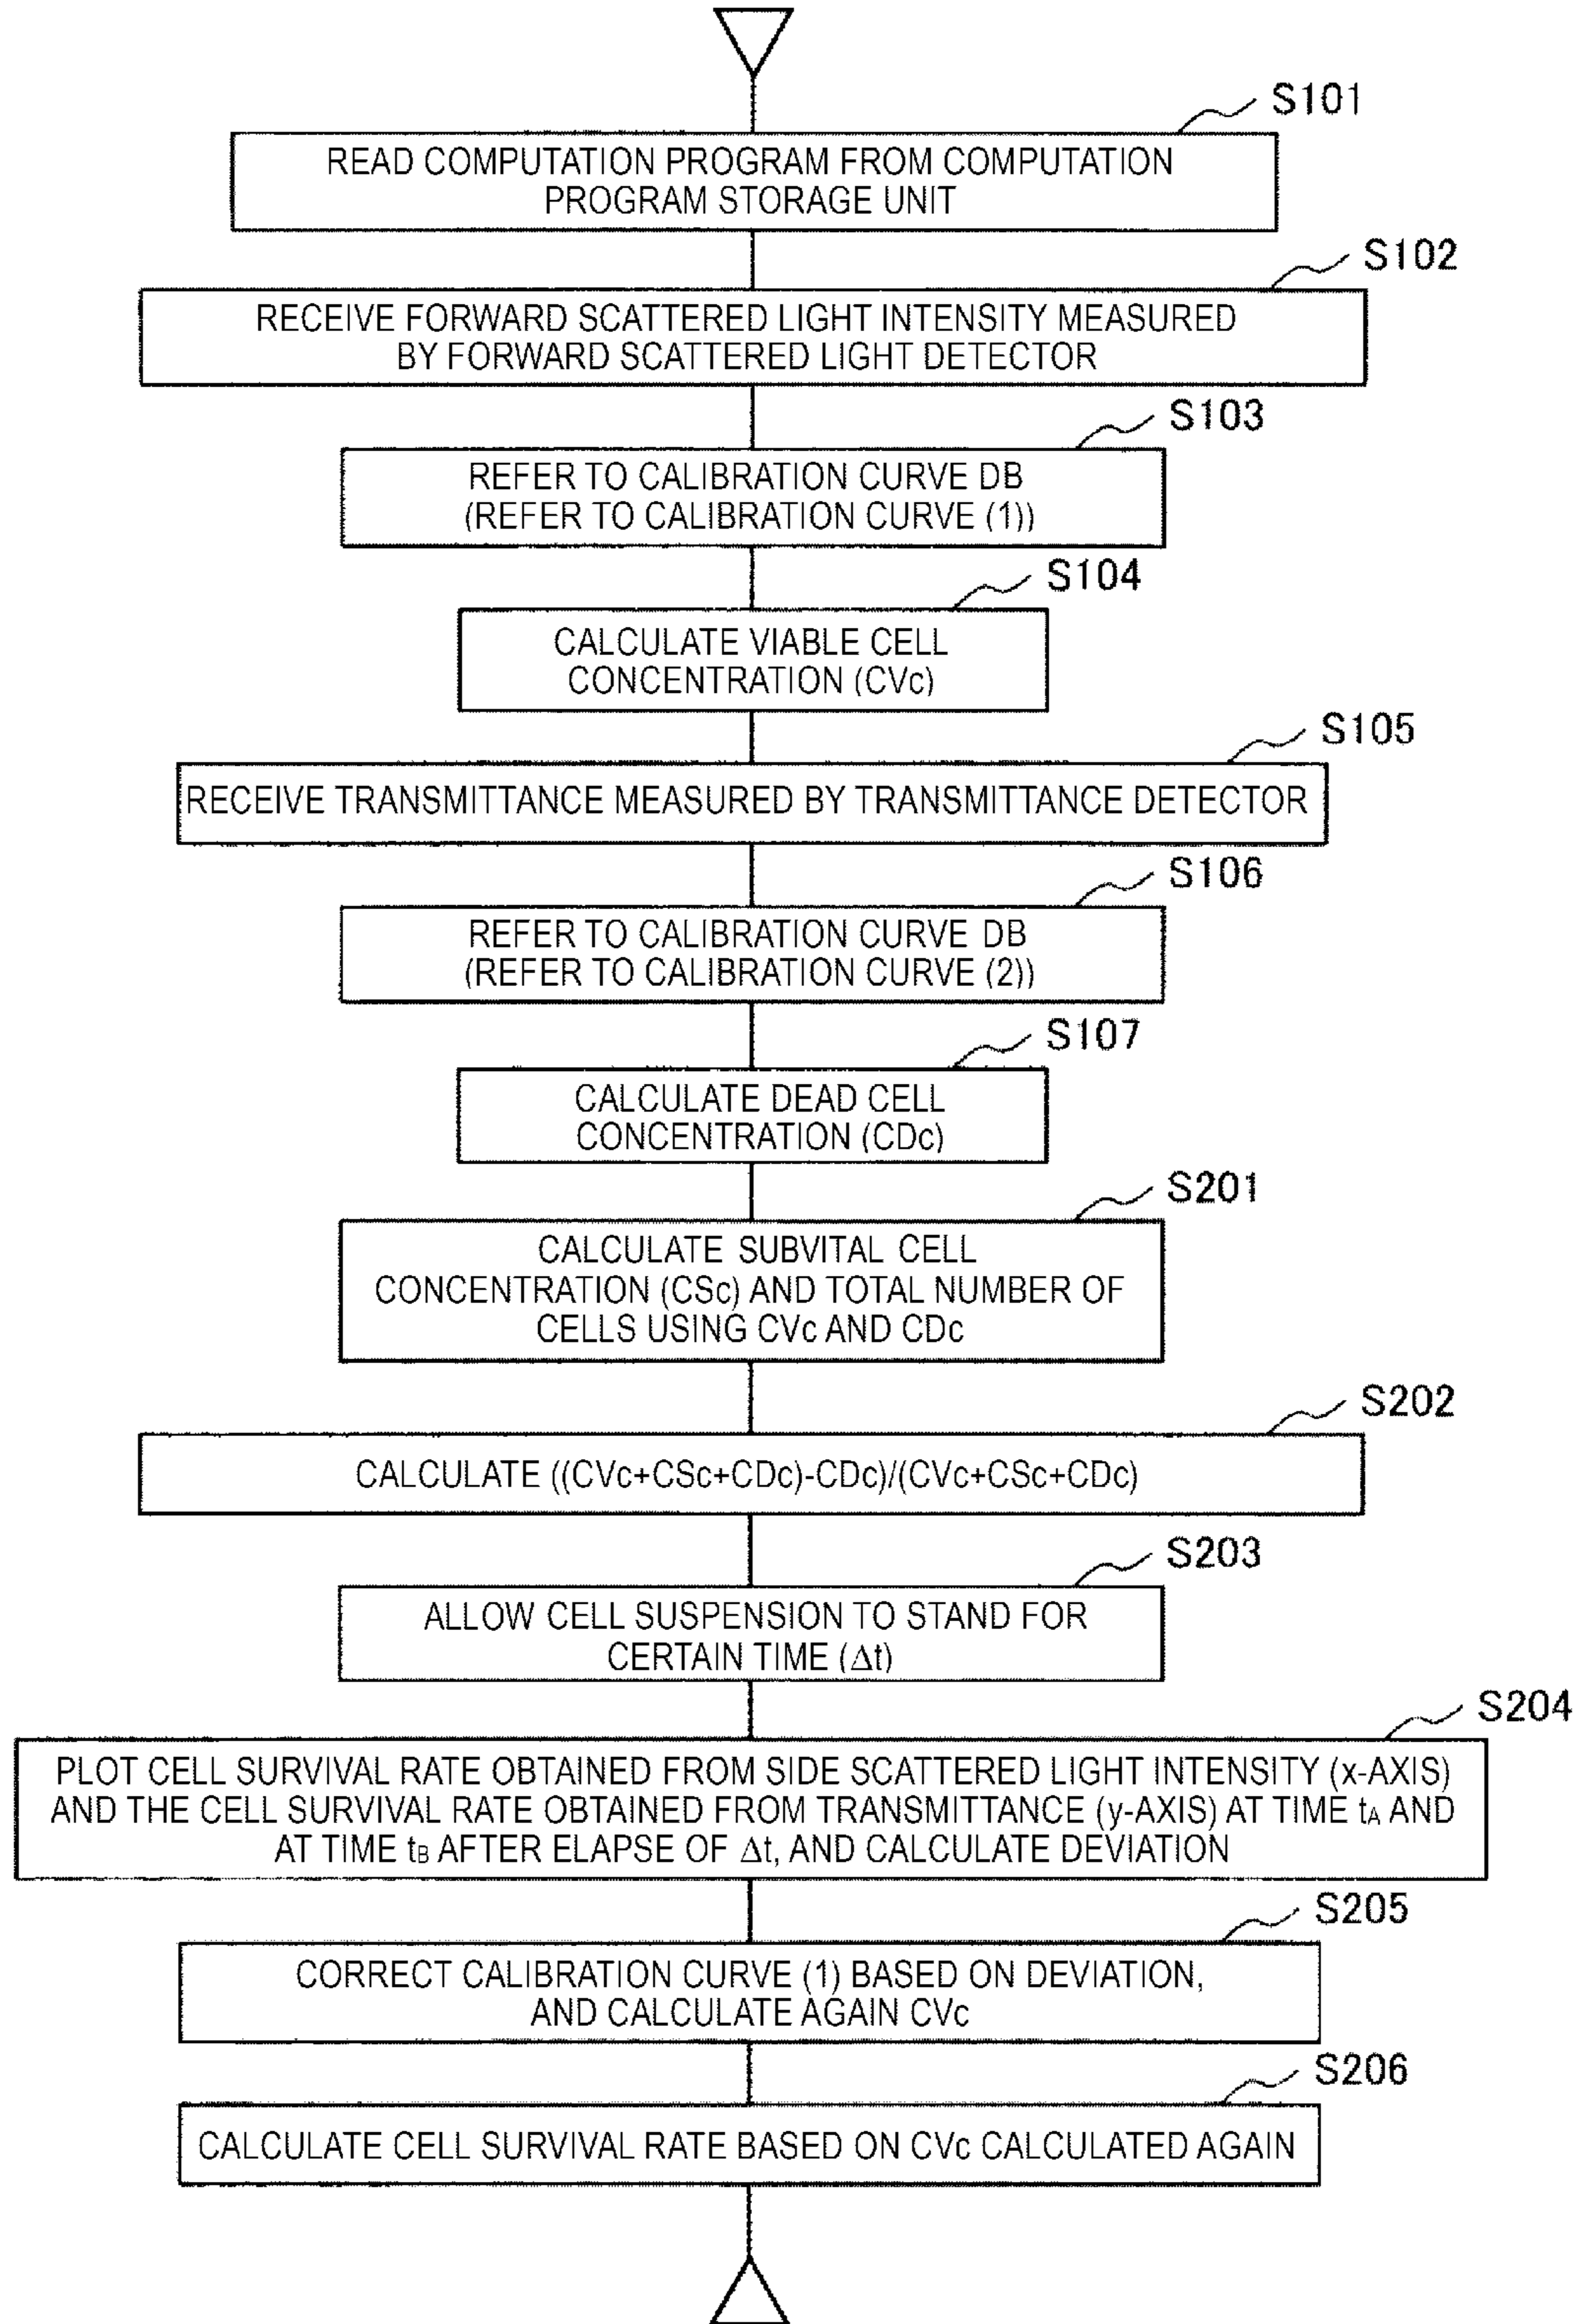 S101
READ COMPUTATION PROGRAM FROM COMPUTATION
PROGRAM STORAGE UNIT
S102
RECEIVE FORWARD SCATTERED LIGHT INTENSITY MEASURED
BY FORWARD SCATTERED LIGHT DETECTOR
S103
REFER TO CALIBRATION CURVE DB
(REFER TO CALIBRATION CURVE (1))
S104
CALCULATE VIABLE CELL
CONCENTRATION (CVc)
S105
RECEIVE TRANSMITTANCE MEASURED BY TRANSMITTANCE DETECTOR
S106
REFER TO CALIBRATION CURVE DB
(REFER TO CALIBRATION CURVE (2))
S107
CALCULATE DEAD CELL
CONCENTRATION (CDc)
S201
CALCULATE SUBVITAL CELL
CONCENTRATION (CSc) AND TOTAL NUMBER OF
CELLS USING CVc AND CDc
S202
CALCULATE ((CVc+CSc+CDc)-CDc)/(CVc+CSc+CDc)
S203
ALLOW CELL SUSPENSION TO STAND FOR
CERTAIN TIME (Δt)
S204
PLOT CELL SURVIVAL RATE OBTAINED FROM SIDE SCATTERED LIGHT INTENSITY (x-AXIS)
AND THE CELL SURVIVAL RATE OBTAINED FROM TRANSMITTANCE (y-AXIS) AT TIME tA AND
AT TIME tB AFTER ELAPSE OF Δt, AND CALCULATE DEVIATION
S205
CORRECT CALIBRATION CURVE (1) BASED ON DEVIATION,
AND CALCULATE AGAIN CVc
S206
CALCULATE CELL SURVIVAL RATE BASED ON CVc CALCULATED AGAIN